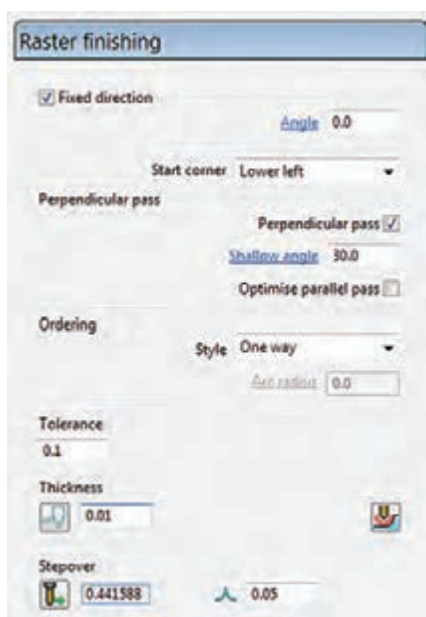 Raster finishing
Fixed direction
Angle 0.0
Start corner Lower left
Perpendicular pass
Perpendicular pass
Shallow angle 30.0
Optimise parallel pass
Ordering
Style One way
Arc radius 0.0
Tolerance
0.1
Thickness
0.01
Stepover
0.441588 0.05